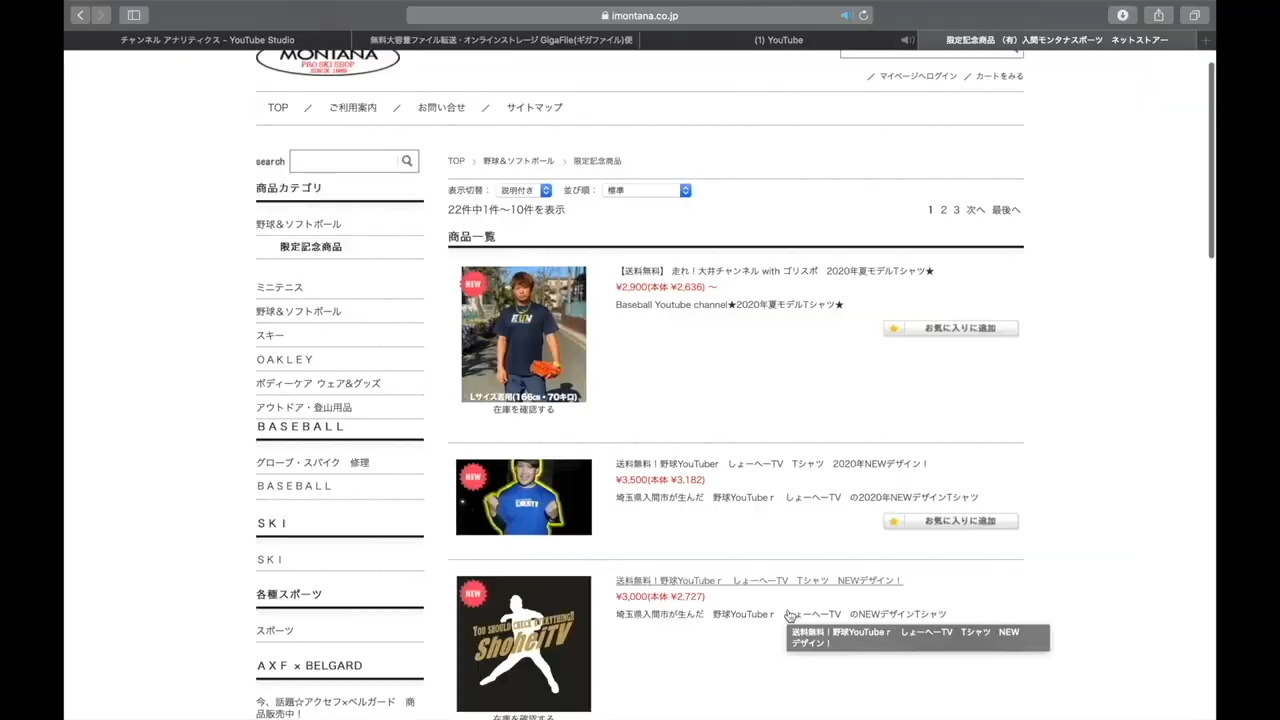 imontana.co.jp
チャンネル アナリティクス - YouTube Studio
無料大容量ファイル転送・オンラインストレージ GigaFile(ギガファイル)便
(1) YouTube
限定記念商品 （有）入間モンタナスポーツ　ネットストアー
MONTANA
PRO SKI SHOP
SINCE 1983
／ マイページへログイン ／ カートをみる
TOP ／ ご利用案内 ／ お問い合せ ／ サイトマップ
search
商品カテゴリ
野球＆ソフトボール
限定記念商品
ミニテニス
野球＆ソフトボール
スキー
ＯＡＫＬＥＹ
ボディーケア ウェア&グッズ
アウトドア・登山用品
ＢＡＳＥＢＡＬＬ
グローブ・スパイク　修理
ＢＡＳＥＢＡＬＬ
ＳＫＩ
ＳＫＩ
各種スポーツ
スポーツ
ＡＸＦ × ＢＥＬＧＡＲＤ
今、話題☆アクセフ×ベルガード　商
品販売中！
TOP > 野球＆ソフトボール > 限定記念商品
表示切替： 説明付き 並び順： 標準
22件中1件～10件を表示
1 2 3 次へ 最後へ
商品一覧
NEW
RUN
Lサイズ着用(166㎝・70キロ)
在庫を確認する
【送料無料】 走れ！大井チャンネル with ゴリスポ　2020年夏モデルTシャツ★
¥2,900(本体 ¥2,636) ～
Baseball Youtube channel★2020年夏モデルTシャツ★
お気に入りに追加
NEW
SHOHEITV
送料無料！野球YouTuber　しょーへーTV　Tシャツ　2020年NEWデザイン！
¥3,500(本体 ¥3,182)
埼玉県入間市が生んだ　野球YouTubeｒ　しょーへーTV　の2020年NEWデザインTシャツ
お気に入りに追加
NEW
YOU SHOULD CHECK EVERYTHING!!
ShoheiTV
在庫を確認する
送料無料！野球YouTubeｒ　しょーへーTV　Tシャツ　NEWデザイン！
¥3,000(本体 ¥2,727)
埼玉県入間市が生んだ　野球YouTubeｒ　しょーへーTV　のNEWデザインTシャツ
送料無料！野球YouTubeｒ　しょーへーTV　Tシャツ　NEW
デザイン！